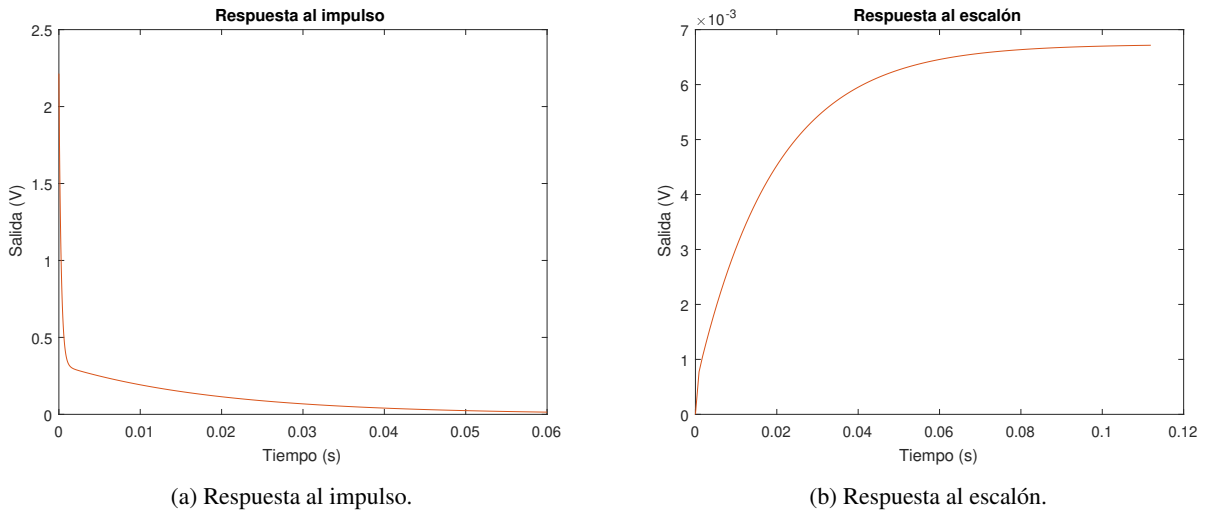 Respuesta al impulso
2.5
2
1.5
1
0.5
0
Salida (V)
0 0.01 0.02 0.03 0.04 0.05 0.06
Tiempo (s)
(a) Respuesta al impulso.
Respuesta al escalón
×10⁻³
7
6
5
4
3
2
1
0
Salida (V)
0 0.02 0.04 0.06 0.08 0.1 0.12
Tiempo (s)
(b) Respuesta al escalón.